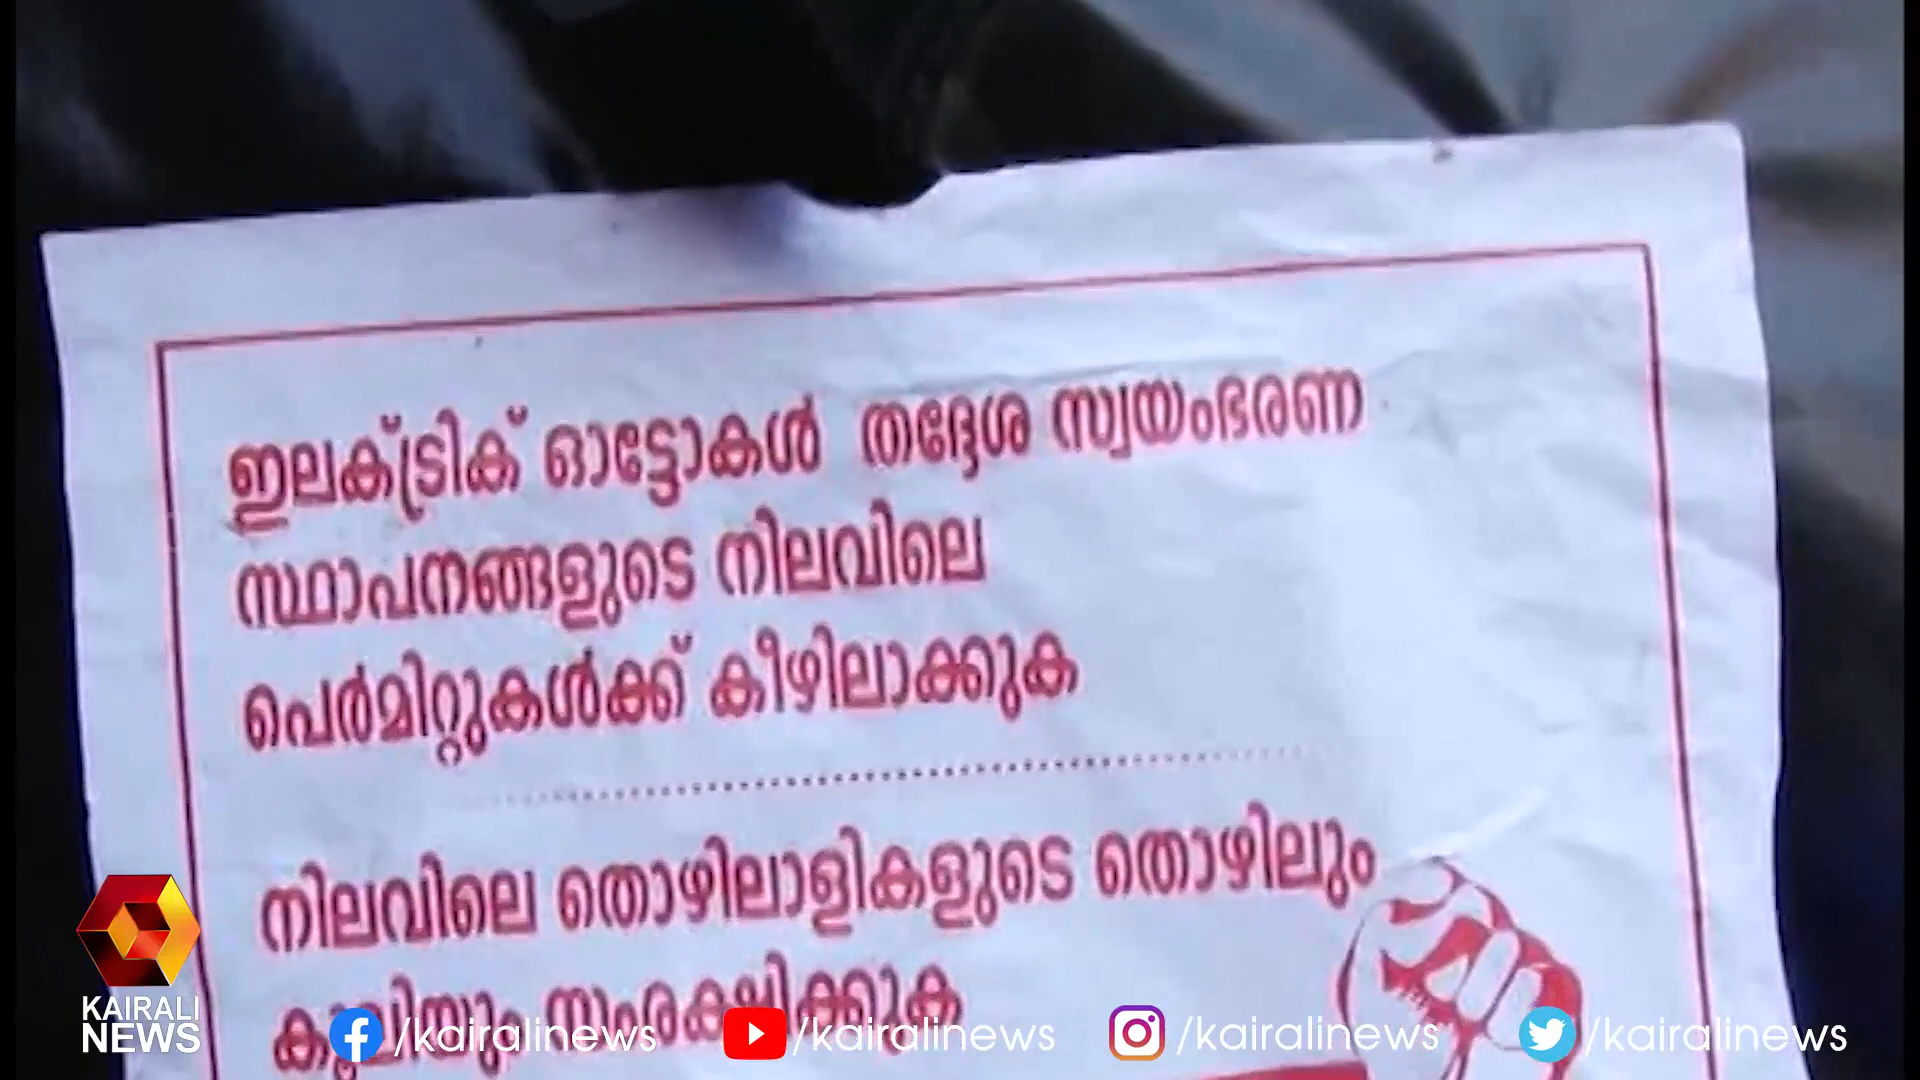 ഇലക്ട്രിക് ഓട്ടോകൾ തദ്ദേശ സ്വയംഭരണ
സ്ഥാപനങ്ങളുടെ നിലവിലെ
പെർമിറ്റുകൾക്ക് കീഴിലാക്കുക
നിലവിലെ തൊഴിലാളികളുടെ തൊഴിലും
കൂലിയും സംരക്ഷിക്കുക
KAIRALI
NEWS
/kairalinews /kairalinews /kairalinews /kairalinews